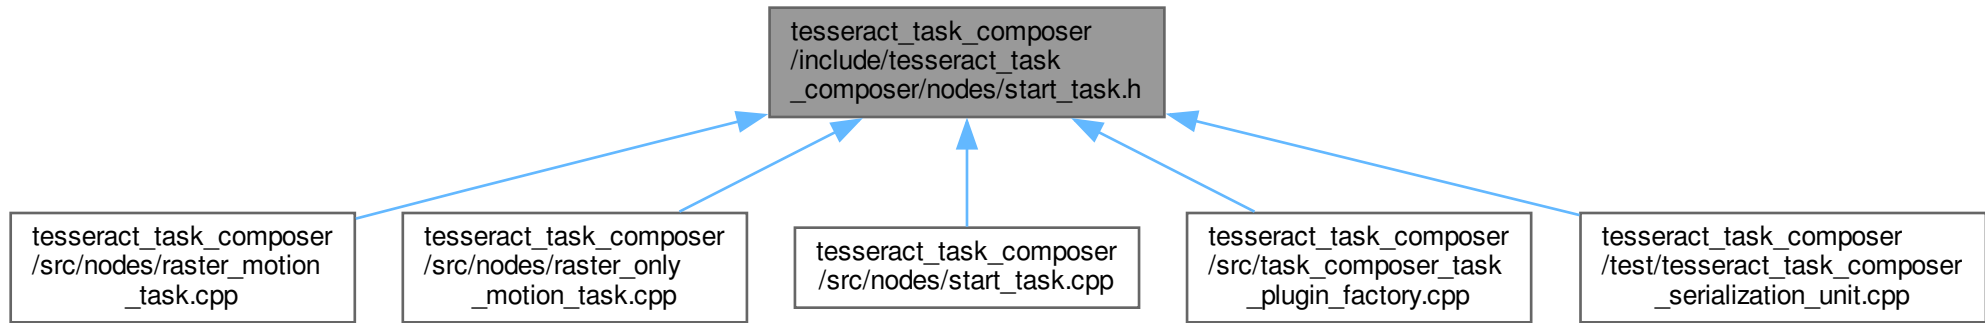 tesseract_task_composer
/include/tesseract_task
_composer/nodes/start_task.h
tesseract_task_composer
/src/nodes/raster_motion
_task.cpp
tesseract_task_composer
/src/nodes/raster_only
_motion_task.cpp
tesseract_task_composer
/src/nodes/start_task.cpp
tesseract_task_composer
/src/task_composer_task
_plugin_factory.cpp
tesseract_task_composer
/test/tesseract_task_composer
_serialization_unit.cpp